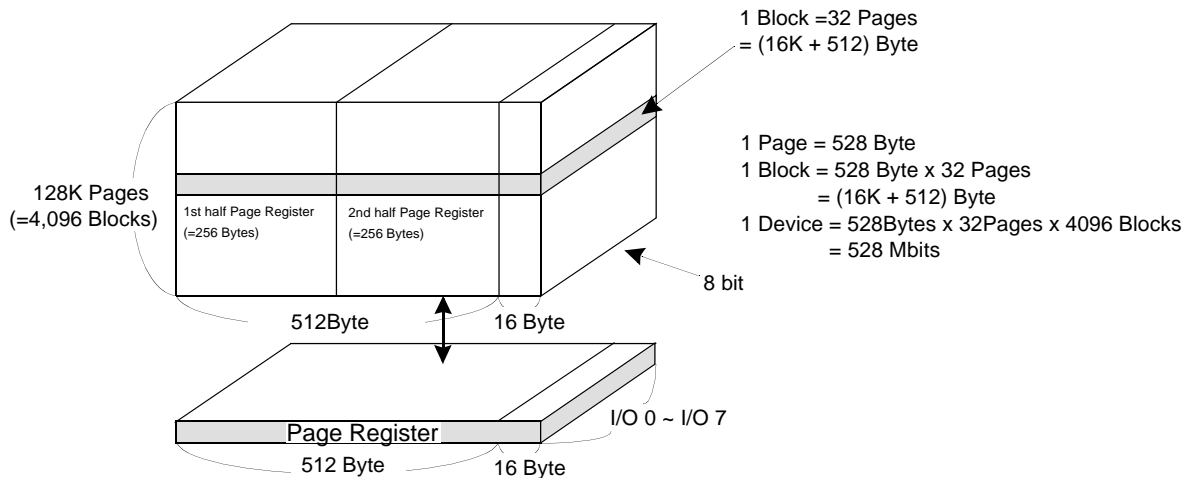 1 Block =32 Pages
= (16K + 512) Byte
1 Page = 528 Byte
1 Block = 528 Byte x 32 Pages
= (16K + 512) Byte
1 Device = 528Bytes x 32Pages x 4096 Blocks
= 528 Mbits
128K Pages
(=4,096 Blocks)
1st half Page Register
(=256 Bytes)
2nd half Page Register
(=256 Bytes)
8 bit
512Byte
16 Byte
I/O 0 ~ I/O 7
Page Register
512 Byte
16 Byte